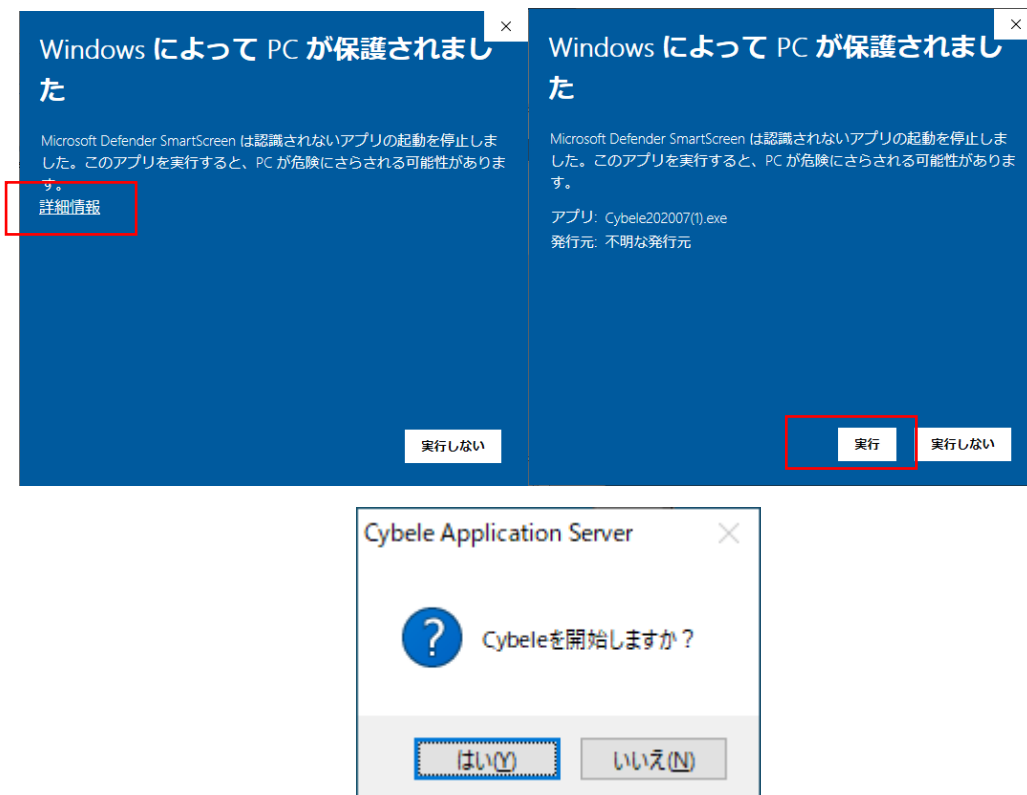 Windows によって PC が保護されまし
た
Microsoft Defender SmartScreen は認識されないアプリの起動を停止しま
した。このアプリを実行すると、PC が危険にさらされる可能性がありま
す。
詳細情報
実行しない
Windows によって PC が保護されまし
た
Microsoft Defender SmartScreen は認識されないアプリの起動を停止しま
した。このアプリを実行すると、PC が危険にさらされる可能性がありま
す。
アプリ: Cybele202007(1).exe
発行元: 不明な発行元
実行
実行しない
Cybele Application Server
Cybeleを開始しますか？
はい(Y)
いいえ(N)